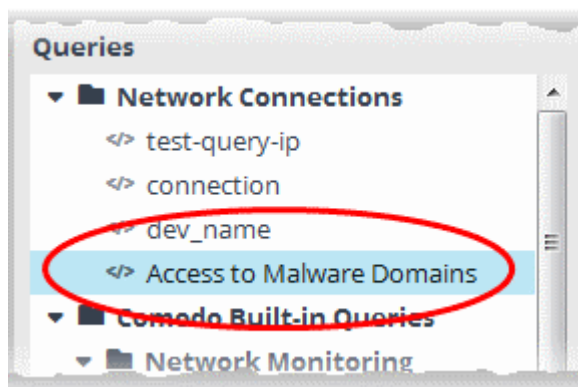 Queries
Network Connections
test-query-ip
connection
dev_name
Access to Malware Domains
Comodo Built-in Queries
Network Monitoring